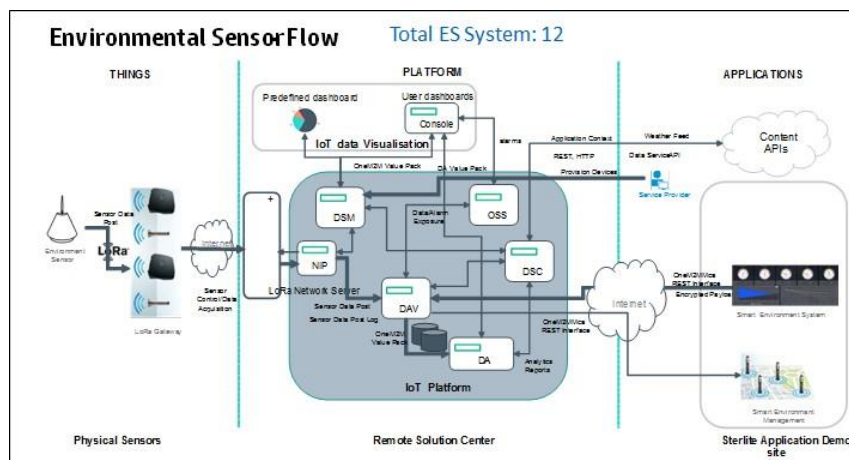 Environmental SensorFlow
Total ES System: 12
THINGS
PLATFORM
APPLICATIONS
Predefined dashboard
User dashboards
Console
IoT data Visualisation
alarms
Application Context
Weather Feed
Content
APIs
OneM2M Value Pack
DA Value Pack
REST, HTTP
Data ServiceAPI
Provision Devices
Service Provider
Sensor Data
Post
Environment
Sensor
LoRa
LoRa Gateway
Internet
Sensor
Control/Data
Acquisition
+
DSM
OSS
Data/Alarm
Exposure
NIP
DSC
LoRa Network Server
DAV
Sensor Data Post
Sensor Data Post Log
OneM2M
Value Pack
DA
Analytics
Reports
IoT Platform
OneM2M/Mca
REST Interface
Internet
OneM2M/Mca
REST Interface
Encrypted Payload
Smart Environment System
Smart Environment
Management
Physical Sensors
Remote Solution Center
Sterlite Application Demo
site